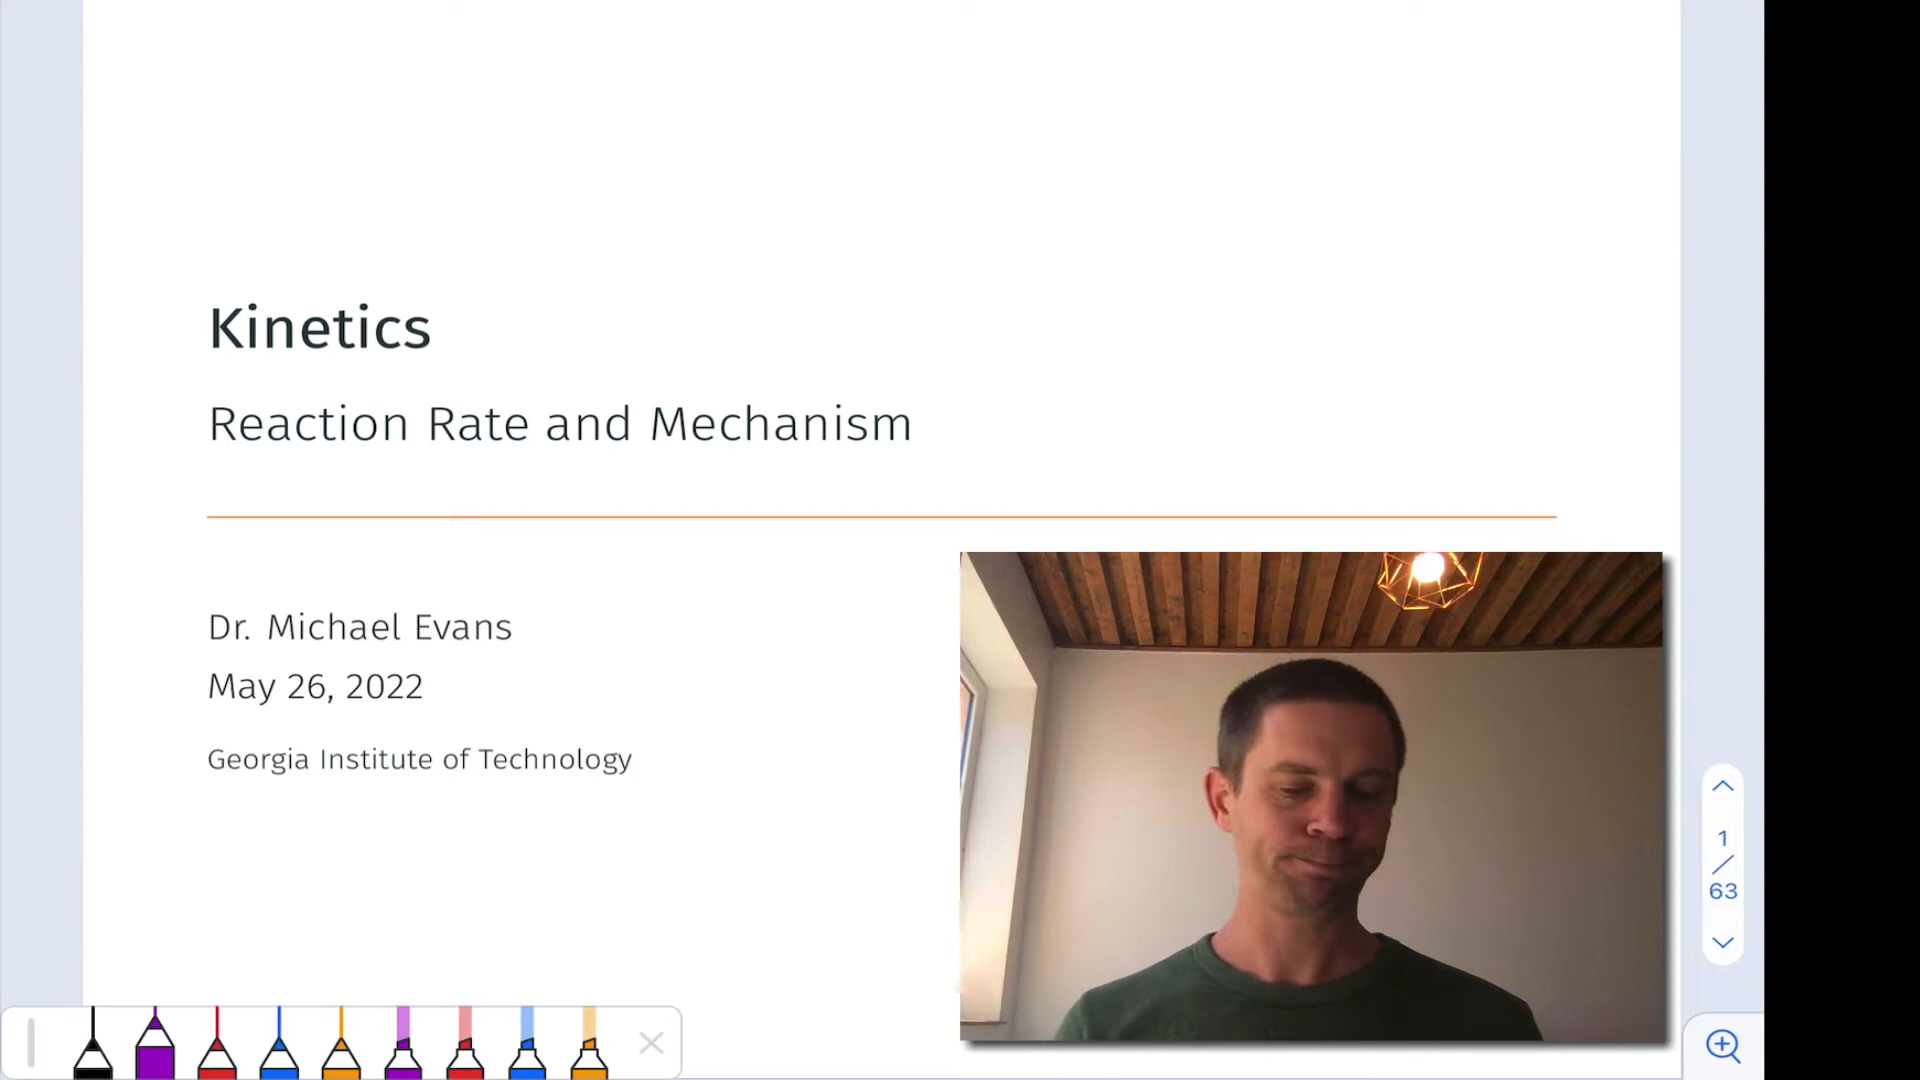 Kinetics
Reaction Rate and Mechanism
Dr. Michael Evans
May 26, 2022
Georgia Institute of Technology
1
/
63